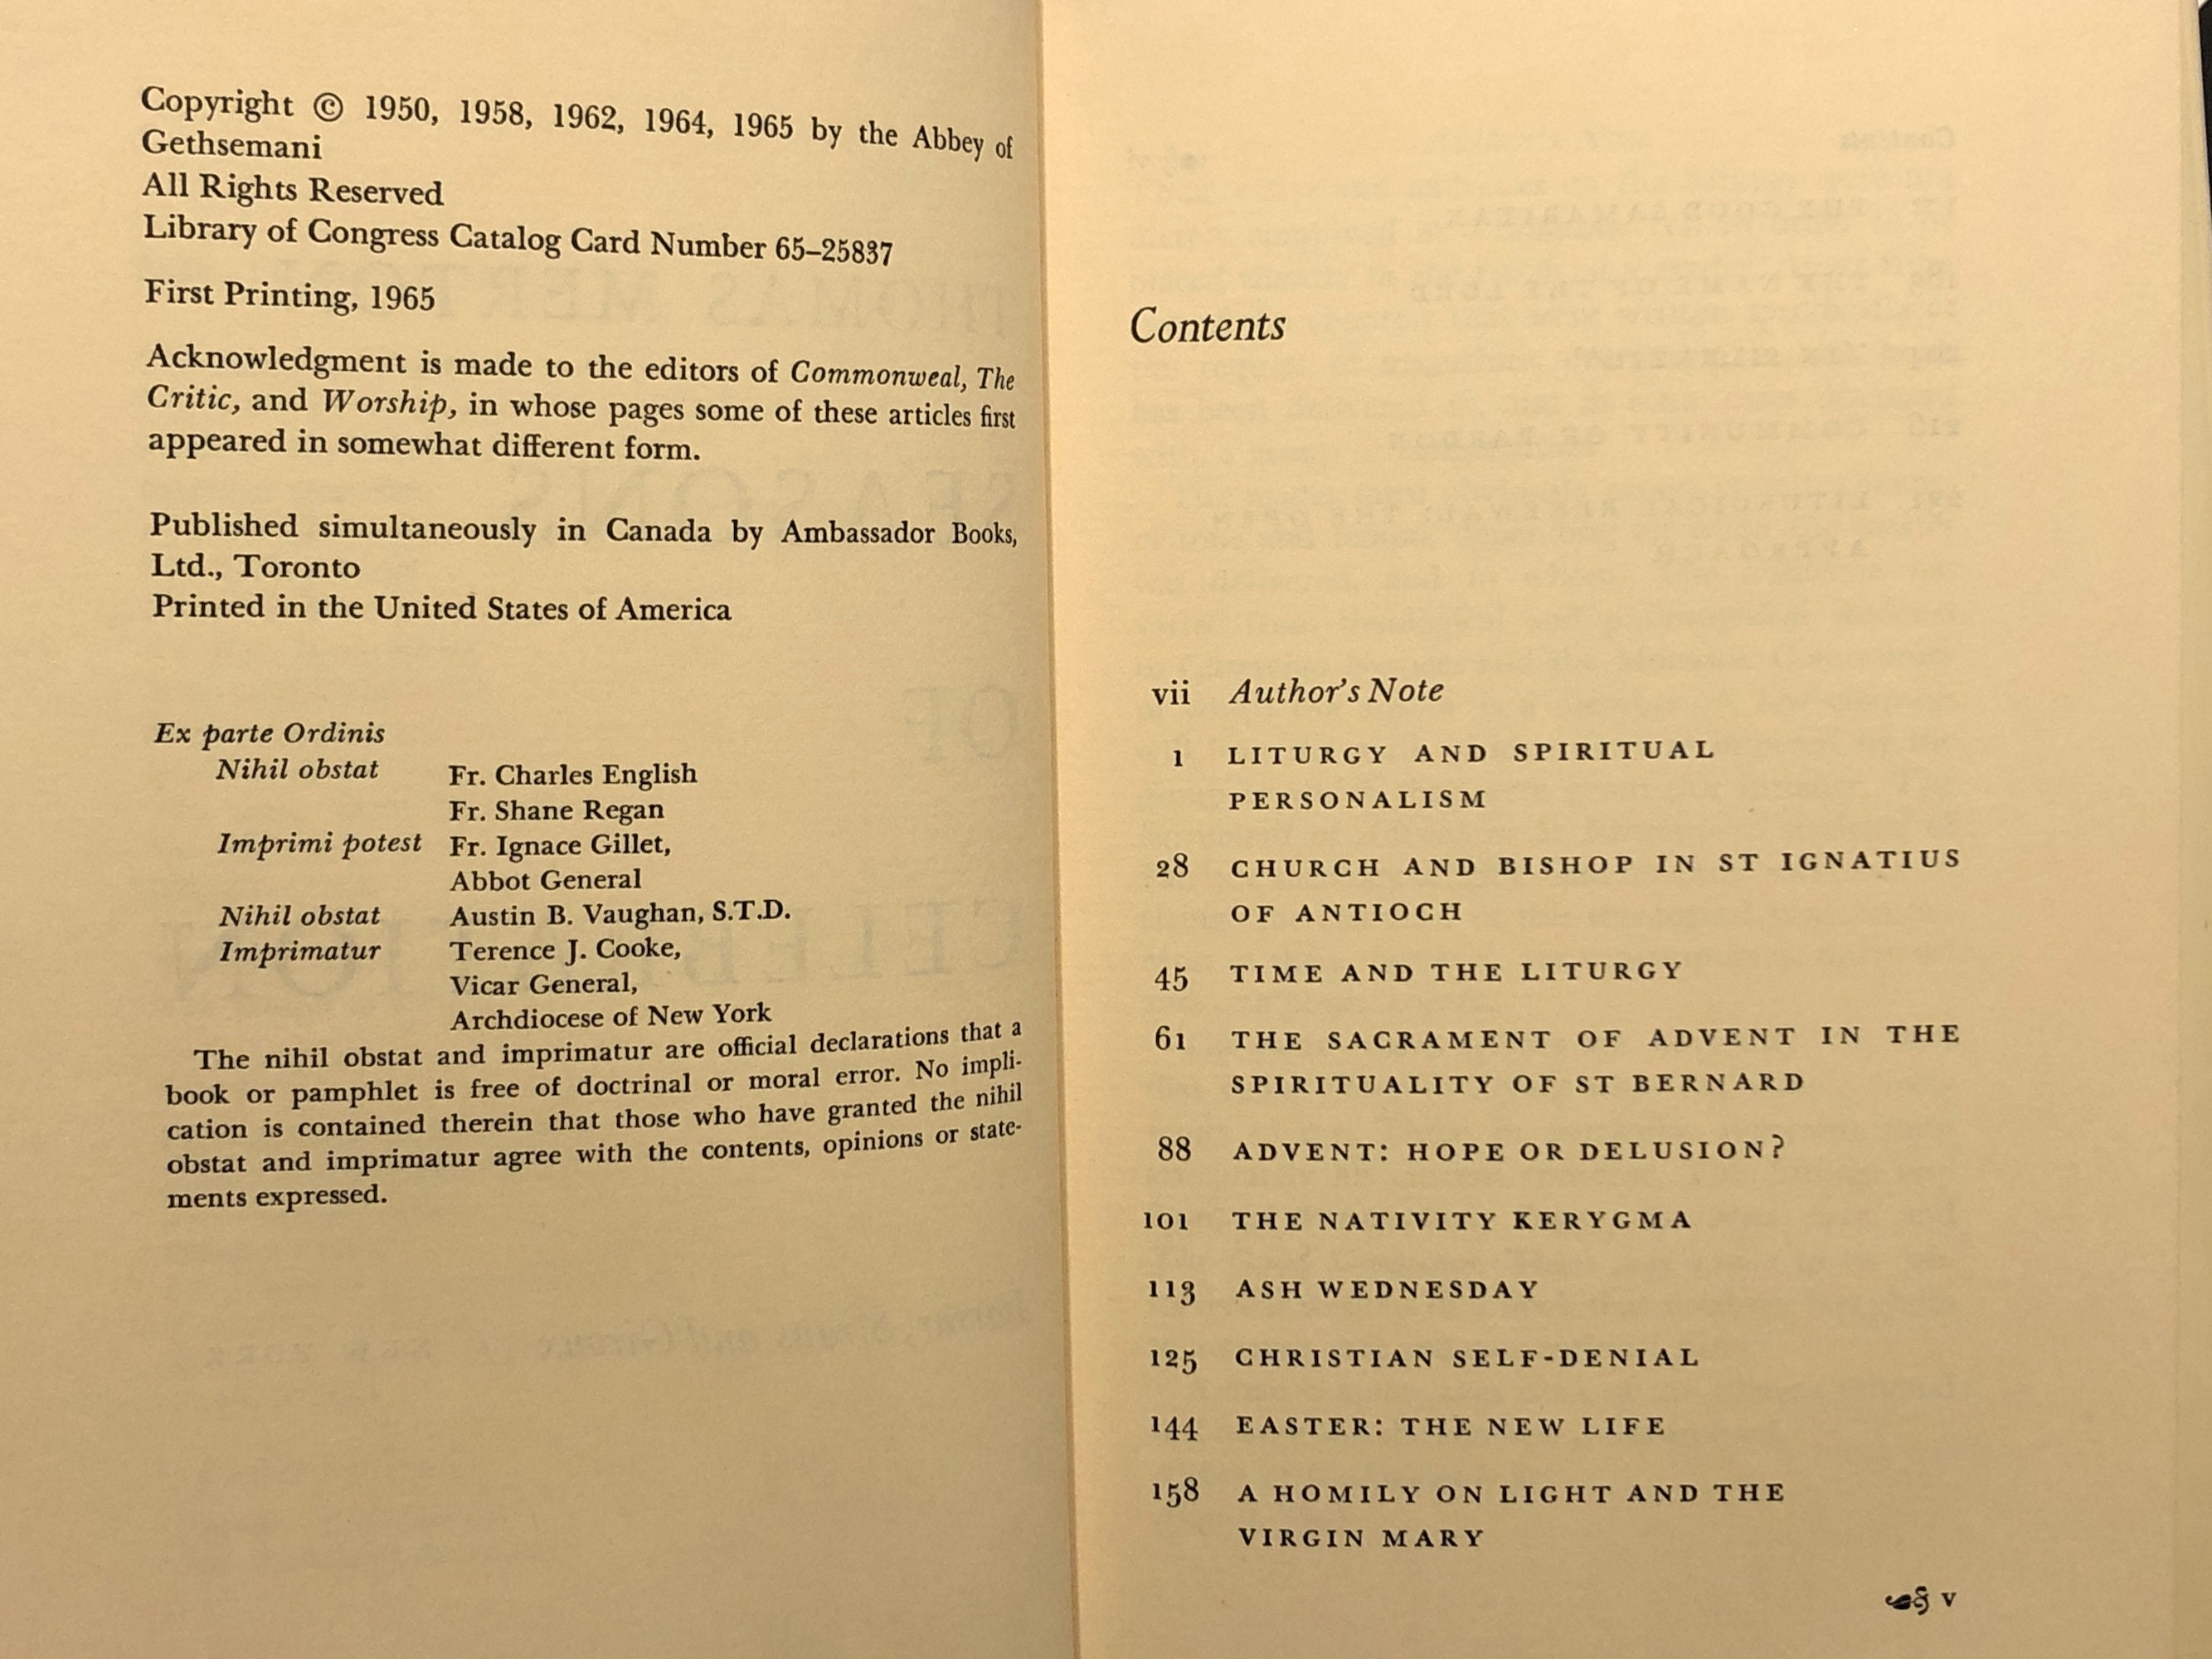 Copyright © 1950, 1958, 1962, 1964, 1965 by the Abbey of
Gethsemani
All Rights Reserved
Library of Congress Catalog Card Number 65–25837
First Printing, 1965
Acknowledgment is made to the editors of Commonweal, The
Critic, and Worship, in whose pages some of these articles first
appeared in somewhat different form.
Published simultaneously in Canada by Ambassador Books,
Ltd., Toronto
Printed in the United States of America
Ex parte Ordinis
Nihil obstat Fr. Charles English
Fr. Shane Regan
Imprimi potest Fr. Ignace Gillet,
Abbot General
Nihil obstat Austin B. Vaughan, S.T.D.
Imprimatur Terence J. Cooke,
Vicar General,
Archdiocese of New York
The nihil obstat and imprimatur are official declarations that a
book or pamphlet is free of doctrinal or moral error. No impli-
cation is contained therein that those who have granted the nihil
obstat and imprimatur agree with the contents, opinions or state-
ments expressed.
Contents
vii Author's Note
1 LITURGY AND SPIRITUAL
PERSONALISM
28 CHURCH AND BISHOP IN ST IGNATIUS
OF ANTIOCH
45 TIME AND THE LITURGY
61 THE SACRAMENT OF ADVENT IN THE
SPIRITUALITY OF ST BERNARD
88 ADVENT: HOPE OR DELUSION?
101 THE NATIVITY KERYGMA
113 ASH WEDNESDAY
125 CHRISTIAN SELF-DENIAL
144 EASTER: THE NEW LIFE
158 A HOMILY ON LIGHT AND THE
VIRGIN MARY
v